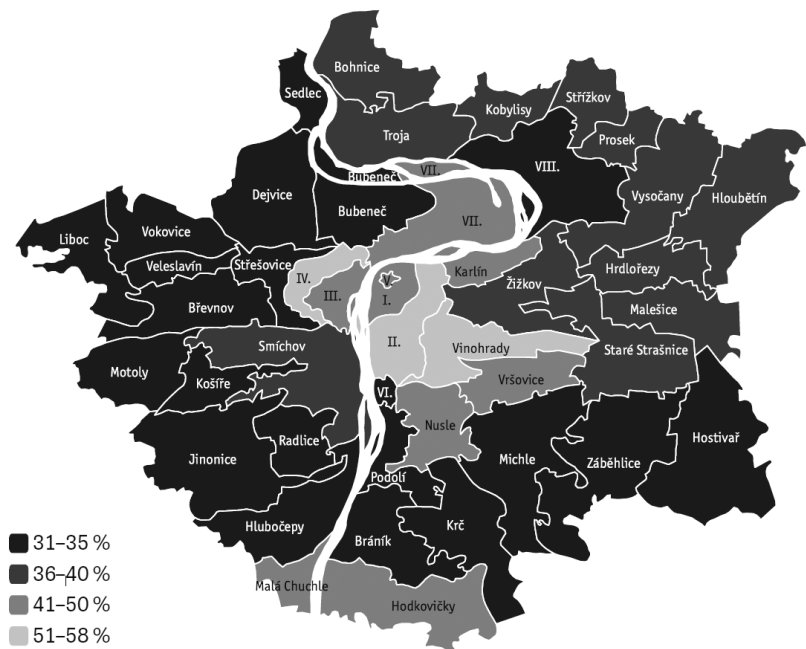 Bohnice
Sedlec
Kobylisy
Střížkov
Troja
Prosek
Bubeneč
VII.
VIII.
Dejvice
Vysočany
Hloubětín
Bubeneč
VII.
Liboc
Vokovice
Veleslavín
Střešovice
IV.
V.
Karlín
Hrdlořezy
Žižkov
III.
I.
Břevnov
Malešice
Smíchov
II.
Vinohrady
Staré Strašnice
Motoly
Košíře
VI.
Vršovice
Nusle
Radlice
Hostivař
Jinonice
Michle
Záběhlice
Podolí
Hlubočepy
Krč
Bráník
Malá Chuchle
Hodkovičky
31–35 %
36–40 %
41–50 %
51–58 %